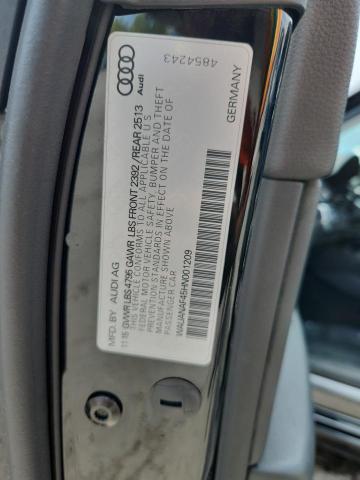 Audi
4854243
MFD. BY AUDI AG
11.15 GVWR LBS 4796 GAWR LBS FRONT 2392 / REAR 2513
THIS VEHICLE CONFORMS TO ALL APPLICABLE U S
FEDERAL MOTOR VEHICLE SAFETY, BUMPER AND THEFT
PREVENTION STANDARDS IN EFFECT ON THE DATE OF
MANUFACTURE SHOWN ABOVE
PASSENGER CAR
WAUANAF45HN001209
GERMANY